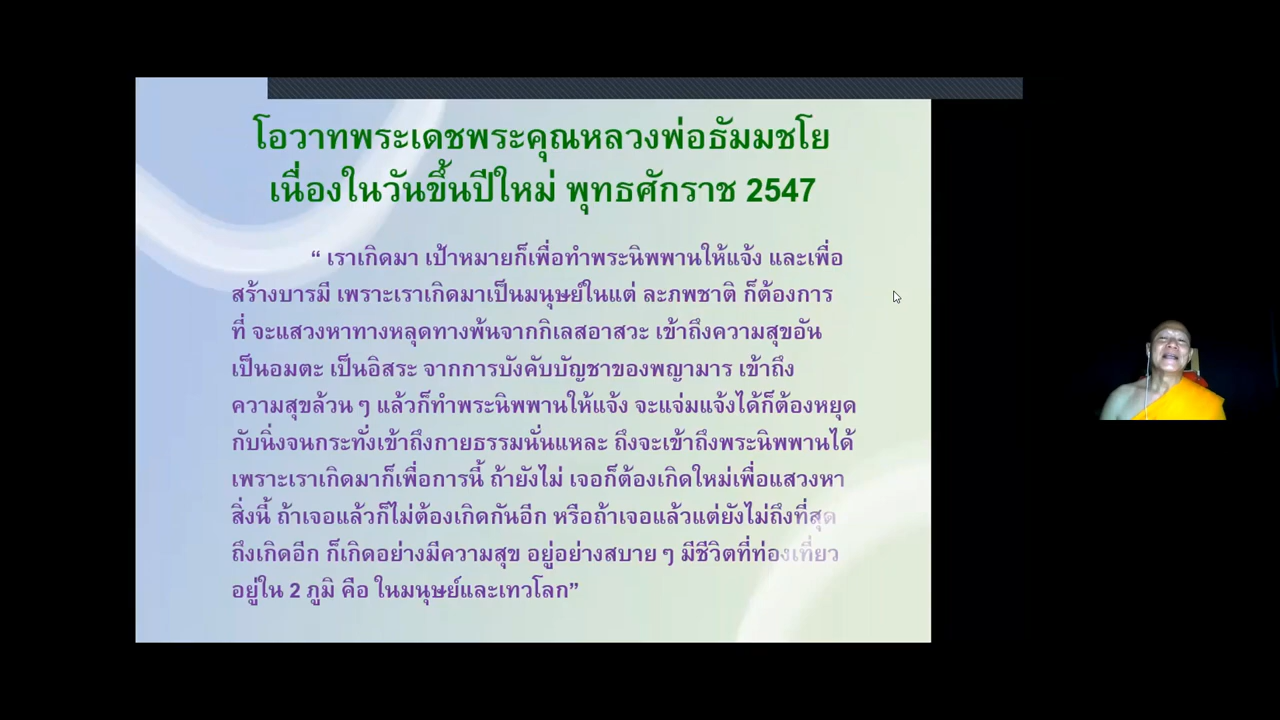 โอวาทพระเดชพระคุณหลวงพ่อธัมมชโย
เนื่องในวันขึ้นปีใหม่ พุทธศักราช 2547
“ เราเกิดมา เป้าหมายก็เพื่อทำพระนิพพานให้แจ้ง และเพื่อ
สร้างบารมี เพราะเราเกิดมาเป็นมนุษย์ในแต่ ละภพชาติ ก็ต้องการ
ที่ จะแสวงหาทางหลุดทางพ้นจากกิเลสอาสวะ เข้าถึงความสุขอัน
เป็นอมตะ เป็นอิสระ จากการบังคับบัญชาของพญามาร เข้าถึง
ความสุขล้วน ๆ แล้วก็ทำพระนิพพานให้แจ้ง จะแจ่มแจ้งได้ก็ต้องหยุด
กับนิ่งจนกระทั่งเข้าถึงกายธรรมนั่นแหละ ถึงจะเข้าถึงพระนิพพานได้
เพราะเราเกิดมาก็เพื่อการนี้ ถ้ายังไม่ เจอก็ต้องเกิดใหม่เพื่อแสวงหา
สิ่งนี้ ถ้าเจอแล้วก็ไม่ต้องเกิดกันอีก หรือถ้าเจอแล้วแต่ยังไม่ถึงที่สุด
ถึงเกิดอีก ก็เกิดอย่างมีความสุข อยู่อย่างสบาย ๆ มีชีวิตที่ท่องเที่ยว
อยู่ใน 2 ภูมิ คือ ในมนุษย์และเทวโลก”